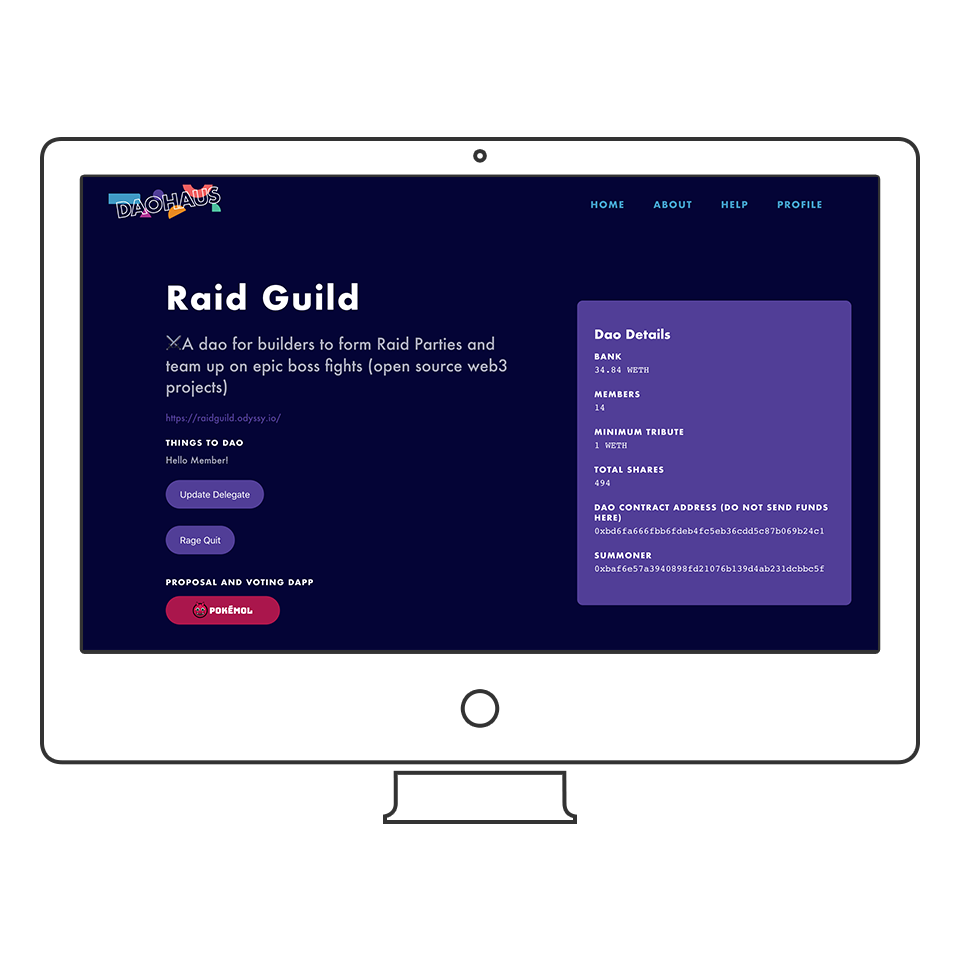 DAOHAUS
HOME ABOUT HELP PROFILE
Raid Guild
⚔A dao for builders to form Raid Parties and
team up on epic boss fights (open source web3
projects)
https://raidguild.odyssy.io/
THINGS TO DAO
Hello Member!
Update Delegate
Rage Quit
PROPOSAL AND VOTING DAPP
POKÉMOL
Dao Details
BANK
34.84 WETH
MEMBERS
14
MINIMUM TRIBUTE
1 WETH
TOTAL SHARES
494
DAO CONTRACT ADDRESS (DO NOT SEND FUNDS
HERE)
0xbd6fa666fbb6fdeb4fc5eb36cdd5c87b069b24c1
SUMMONER
0xbaf6e57a3940898fd21076b139d4ab231dcbbc5f